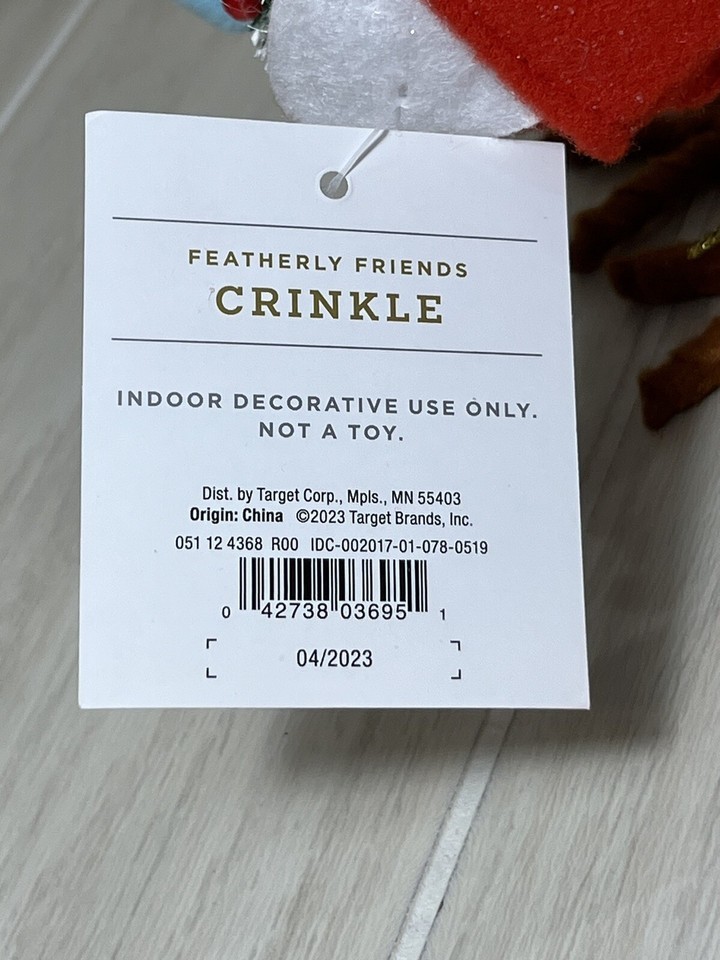 FEATHERLY FRIENDS
CRINKLE
INDOOR DECORATIVE USE ONLY.
NOT A TOY.
Dist. by Target Corp., Mpls., MN 55403
Origin: China ©2023 Target Brands, Inc.
051 12 4368 R00 IDC-002017-01-078-0519
0 42738 03695 1
04/2023